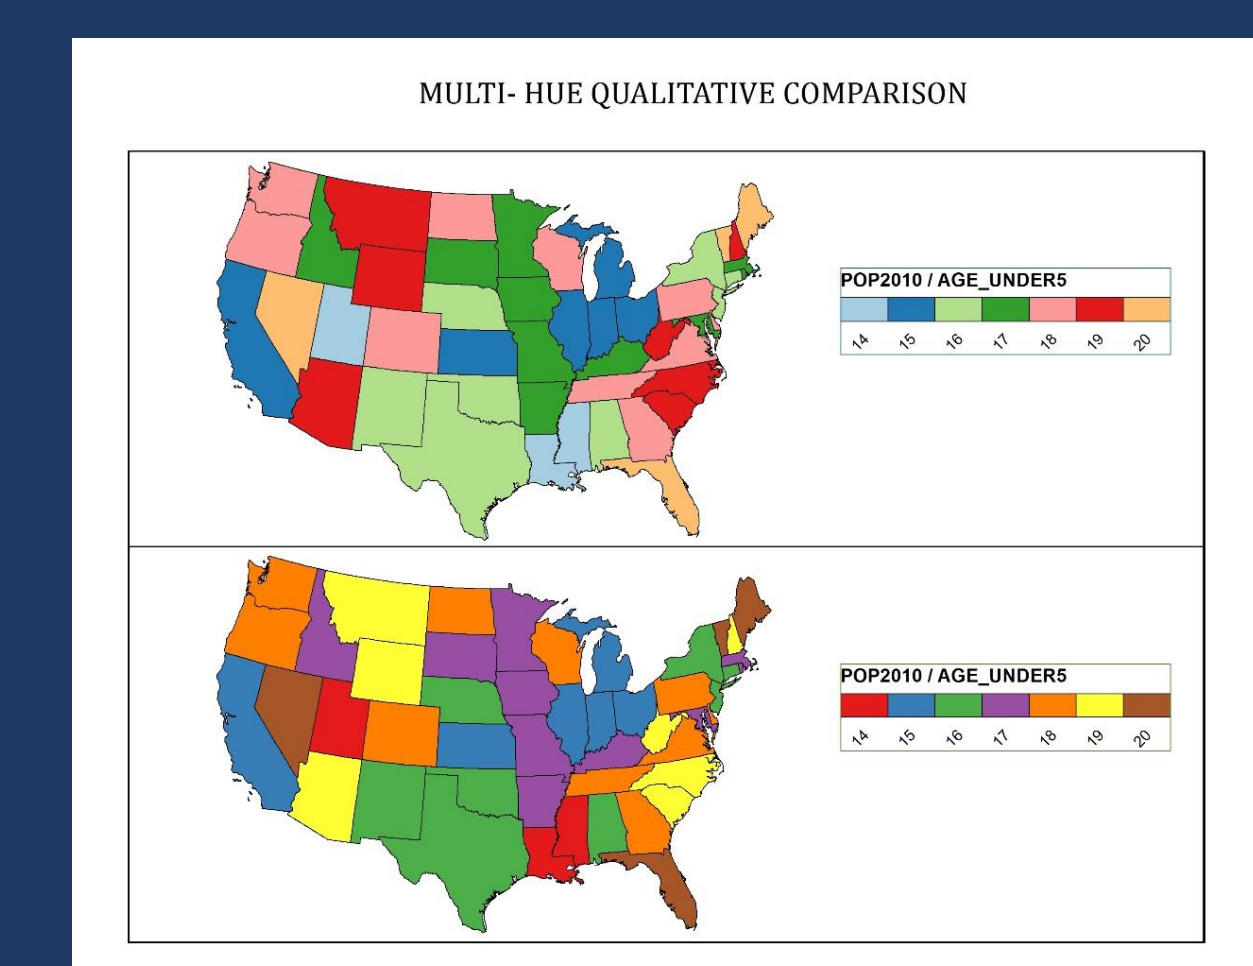 MULTI- HUE QUALITATIVE COMPARISON
POP2010 / AGE_UNDER5
14 15 16 17 18 19 20
POP2010 / AGE_UNDER5
14 15 16 17 18 19 20